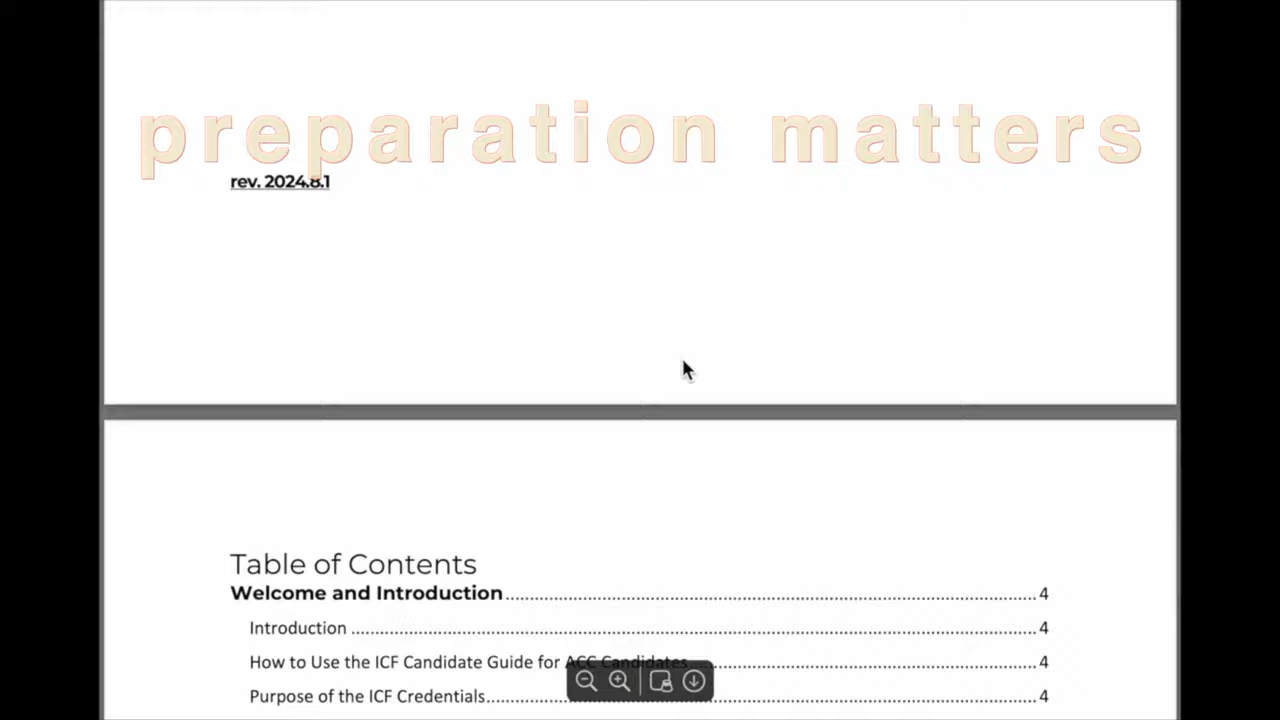 preparation matters
rev. 2024.8.1
Table of Contents
Welcome and Introduction........................................................................................................4
Introduction ........................................................................................................................................4
How to Use the ICF Candidate Guide for ACC Candidates.....................................................................4
Purpose of the ICF Credentials.............................................................................................................4